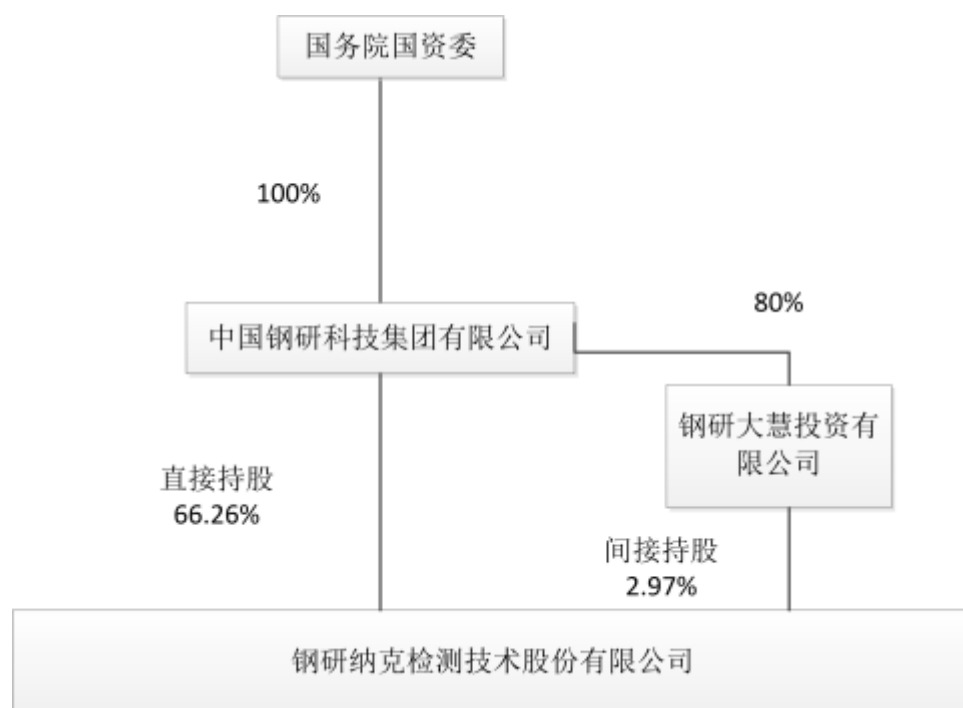 国务院国资委
100%
中国钢研科技集团有限公司
80%
钢研大慧投资有
限公司
直接持股
66.26%
间接持股
2.97%
钢研纳克检测技术股份有限公司